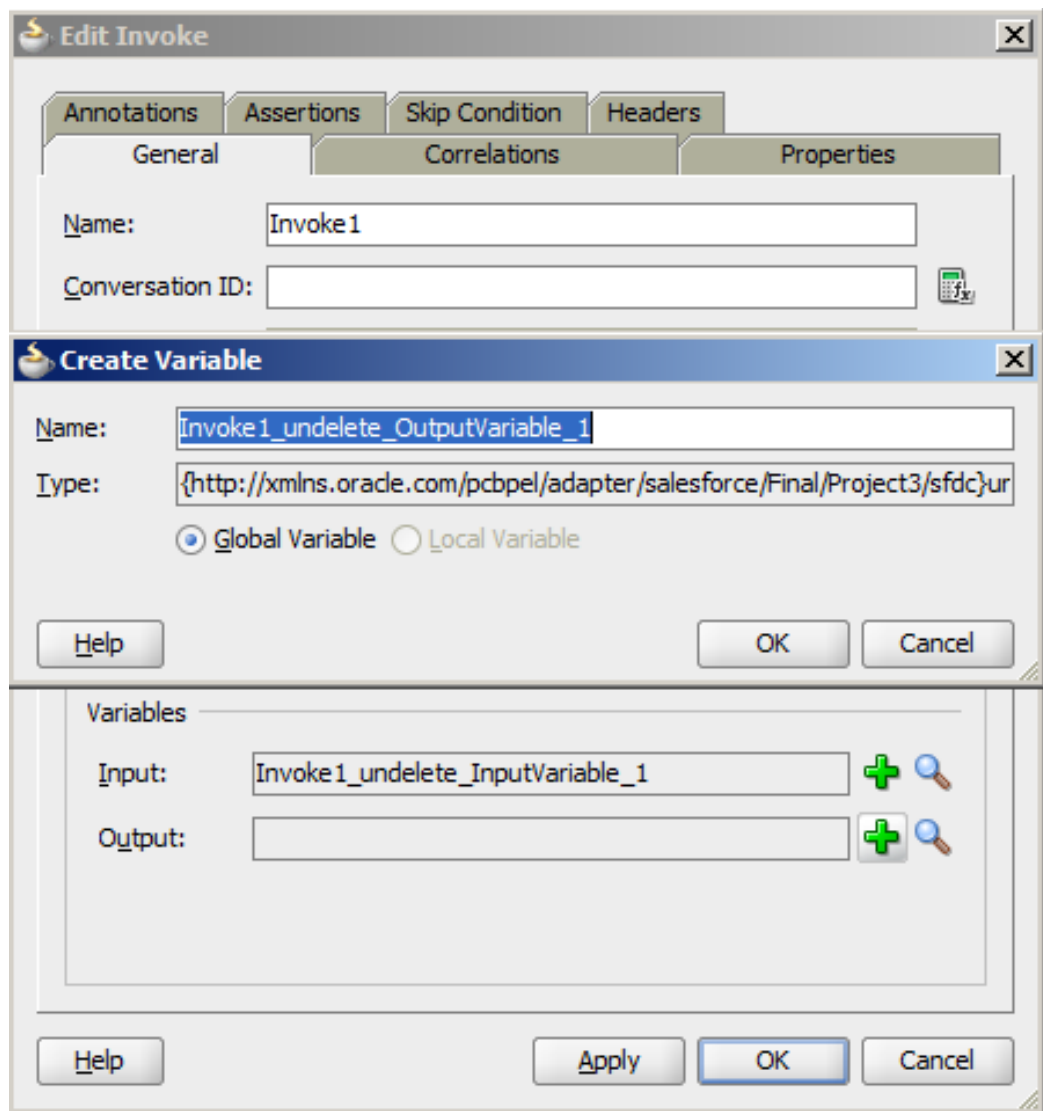 Edit Invoke
Annotations Assertions Skip Condition Headers
General Correlations Properties
Name: Invoke1
Conversation ID:
Create Variable
Name: Invoke1_undelete_OutputVariable_1
Type: {http://xmlns.oracle.com/pcbpel/adapter/salesforce/Final/Project3/sfdc}ur
Global Variable Local Variable
Help OK Cancel
Variables
Input: Invoke1_undelete_InputVariable_1
Output:
Help Apply OK Cancel